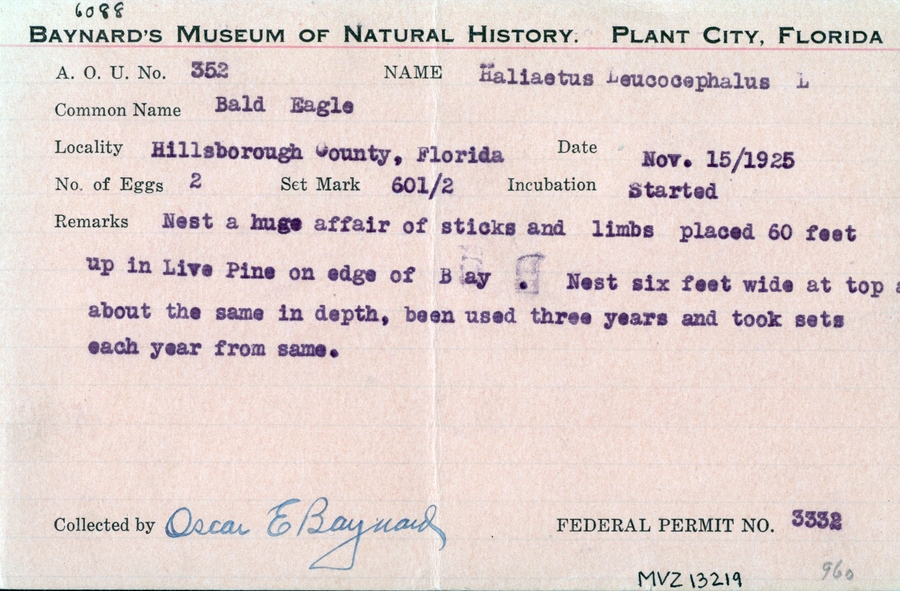 6088
BAYNARD'S MUSEUM OF NATURAL HISTORY. PLANT CITY, FLORIDA
A. O. U. No. 352 NAME Haliaetus Leucocephalus L
Common Name Bald Eagle
Locality Hillsborough County, Florida Date Nov. 15/1925
No. of Eggs 2 Set Mark 601/2 Incubation Started
Remarks Nest a huge affair of sticks and limbs placed 60 feet
up in Live Pine on edge of Bay . Nest six feet wide at top a
about the same in depth, been used three years and took sets
each year from same.
Collected by Oscar E Baynard FEDERAL PERMIT NO. 3332
MVZ 13219 960